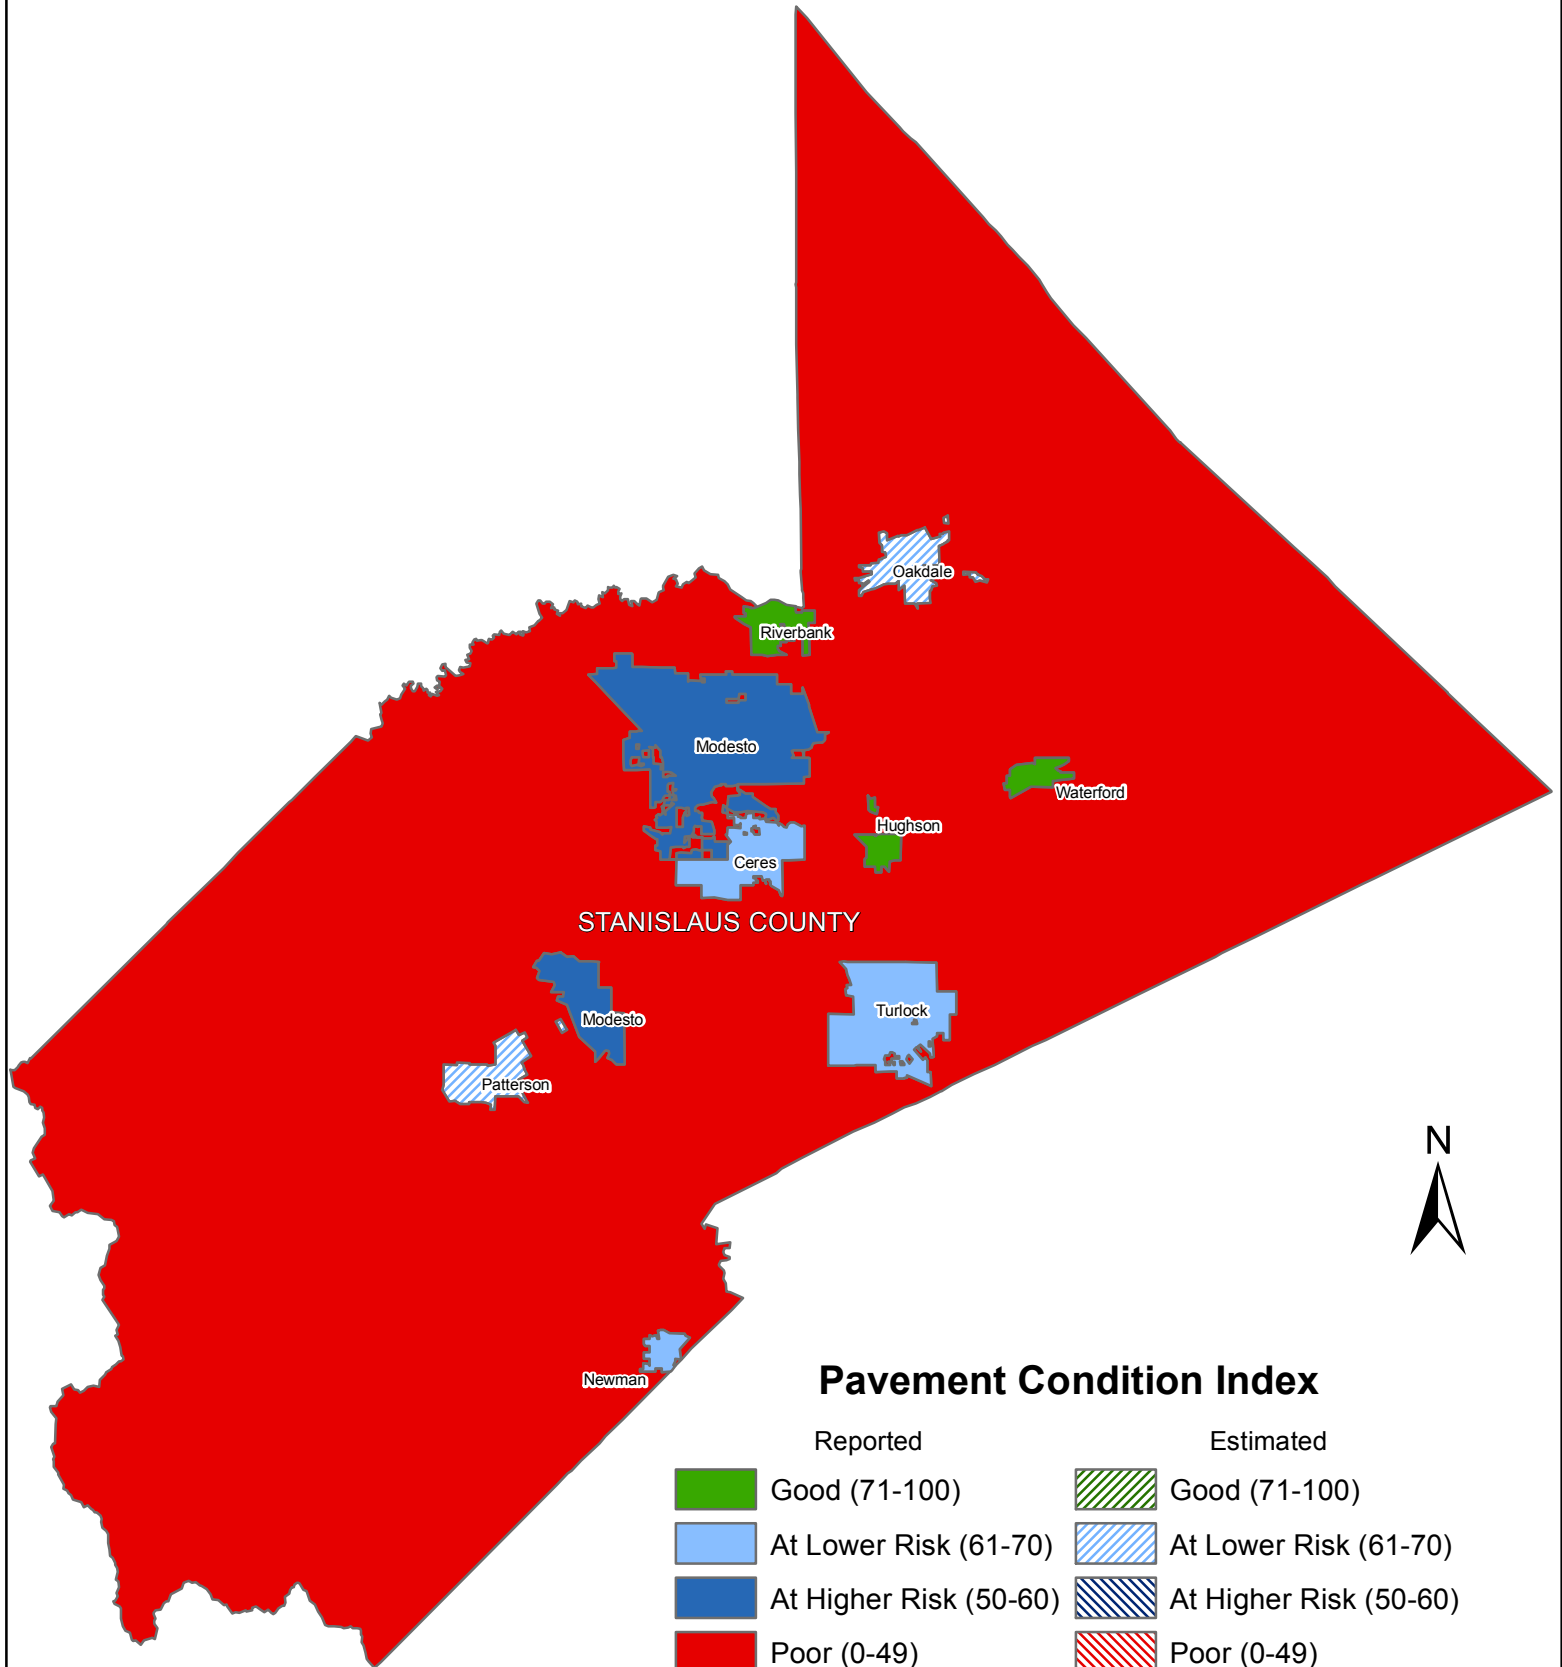 Oakdale
Riverbank
Modesto
Waterford
Hughson
Ceres
STANISLAUS COUNTY
Turlock
Modesto
Patterson
N
Newman
Pavement Condition Index
Reported Estimated
Good (71-100) Good (71-100)
At Lower Risk (61-70) At Lower Risk (61-70)
At Higher Risk (50-60) At Higher Risk (50-60)
Poor (0-49) Poor (0-49)